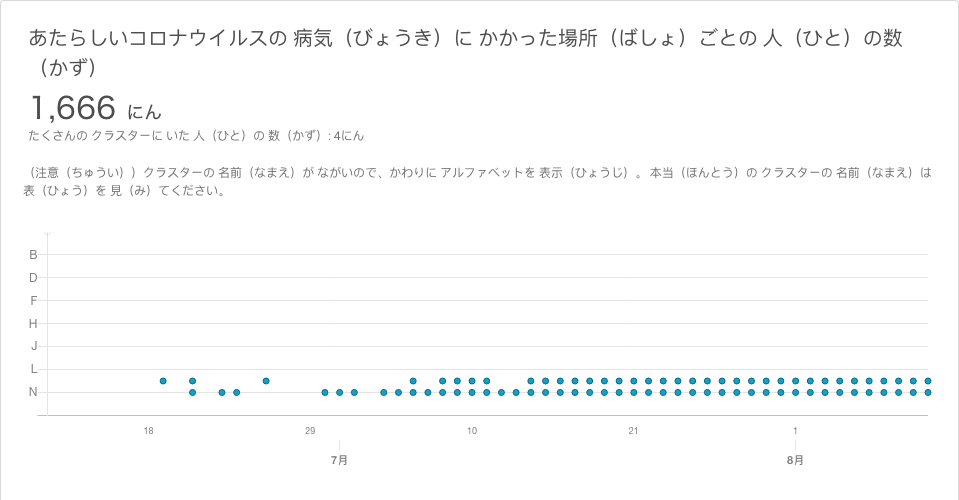 あたらしいコロナウイルスの 病気（びょうき）に かかった場所（ばしょ）ごとの 人（ひと）の数
（かず）
1,666 にん
たくさんの クラスターに いた 人（ひと）の 数（かず）: 4にん
（注意（ちゅうい））クラスターの 名前（なまえ）が ながいので、かわりに アルファベットを 表示（ひょうじ）。 本当（ほんとう）の クラスターの 名前（なまえ）は
表（ひょう）を 見（み）てください。
B
D
F
H
J
L
N
18 29 10 21 1
7月 8月